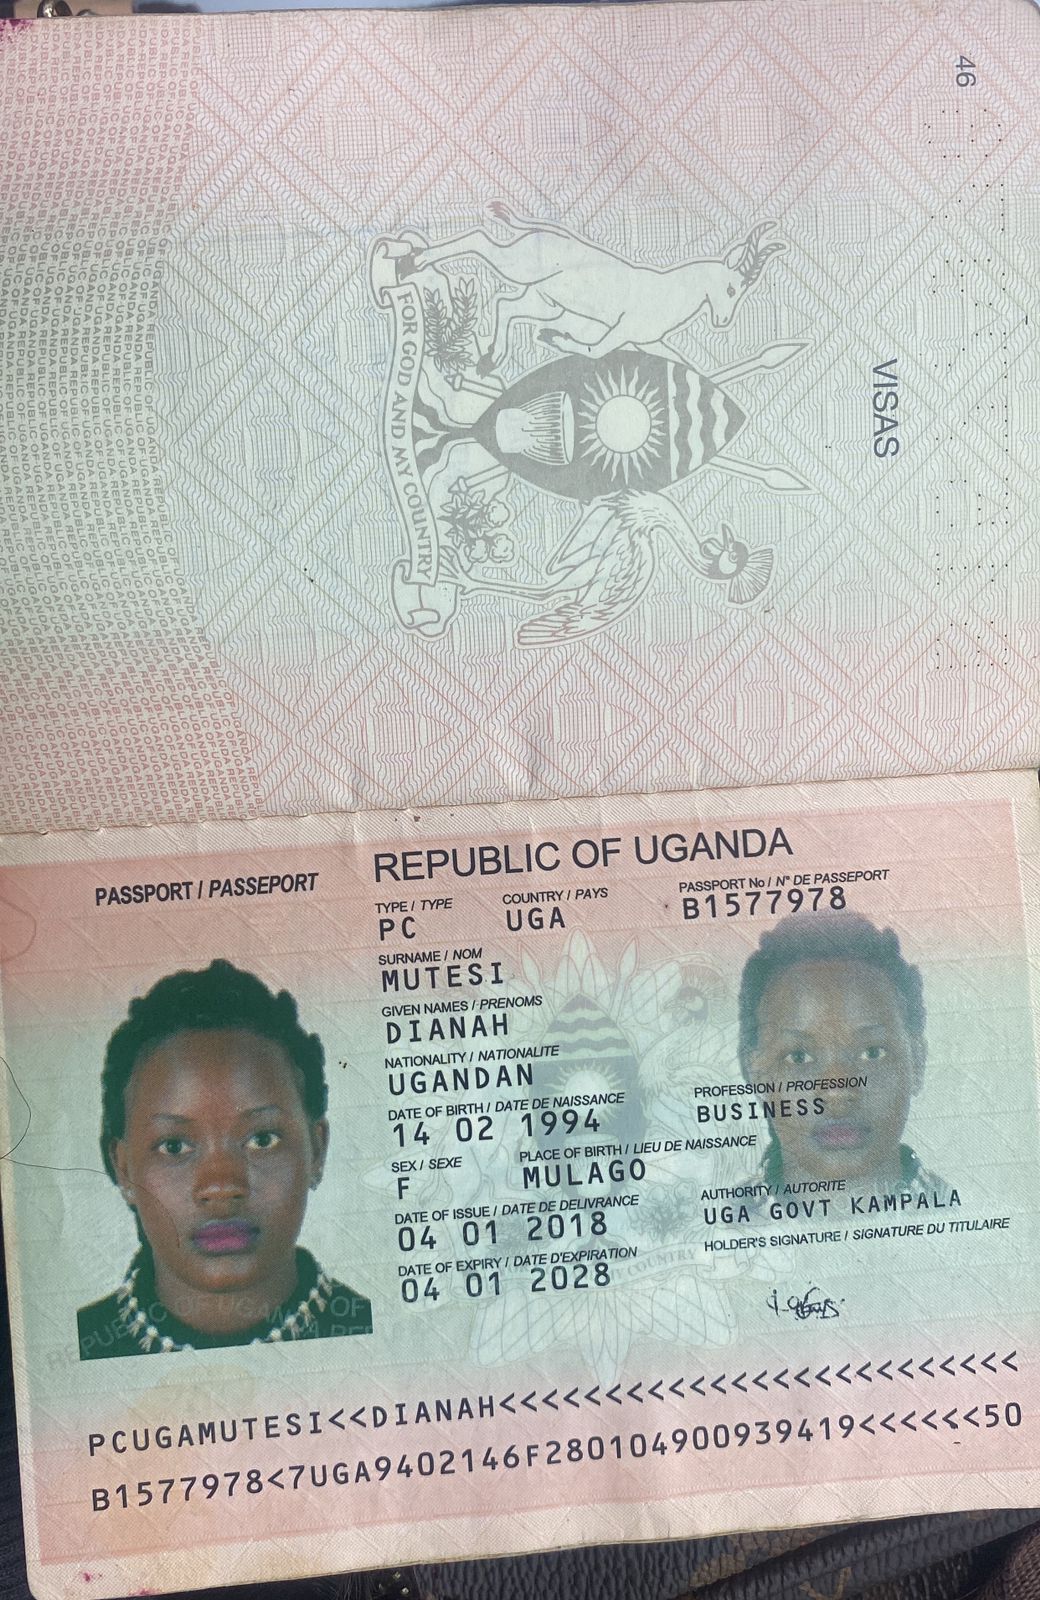 46
VISAS
FOR GOD AND MY COUNTRY
REPUBLIC OF UGANDA
PASSPORT / PASSEPORT
TYPE / TYPE COUNTRY / PAYS PASSPORT No / N° DE PASSEPORT
PC UGA B1577978
SURNAME / NOM
MUTESI
GIVEN NAMES / PRENOMS
DIANAH
NATIONALITY / NATIONALITE
UGANDAN
DATE OF BIRTH / DATE DE NAISSANCE PROFESSION / PROFESSION
14 02 1994 BUSINESS
SEX / SEXE PLACE OF BIRTH / LIEU DE NAISSANCE
F MULAGO
DATE OF ISSUE / DATE DE DELIVRANCE AUTHORITY / AUTORITE
04 01 2018 UGA GOVT KAMPALA
DATE OF EXPIRY / DATE D'EXPIRATION HOLDER'S SIGNATURE / SIGNATURE DU TITULAIRE
04 01 2028
PCUGAMUTESI<<DIANAH<<<<<<<<<<<<<<<<<<<<<<<<<
B1577978<7UGA9402146F280104900939419<<<<<<50